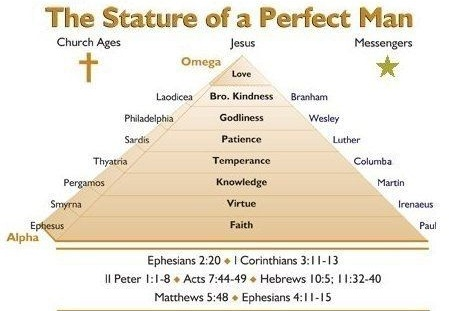 The Stature of a Perfect Man
Church Ages Jesus Messengers
Omega
Love
Laodicea Bro. Kindness Branham
Philadelphia Godliness Wesley
Sardis Patience Luther
Thyatria Temperance Columba
Pergamos Knowledge Martin
Smyrna Virtue Irenaeus
Ephesus Faith Paul
Alpha
Ephesians 2:20 ◆ I Corinthians 3:11-13
II Peter 1:1-8 ◆ Acts 7:44-49 ◆ Hebrews 10:5; 11:32-40
Matthews 5:48 ◆ Ephesians 4:11-15